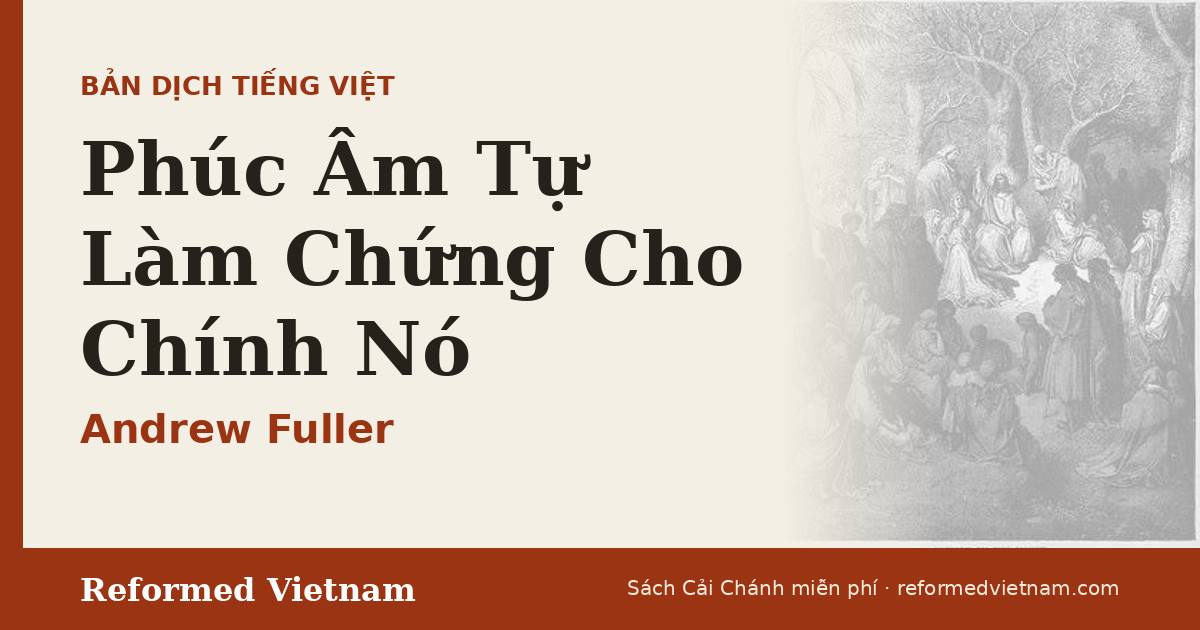 BẢN DỊCH TIẾNG VIỆT
Phúc Âm Tự
Làm Chứng Cho
Chính Nó
Andrew Fuller
Reformed Vietnam
Sách Cải Chánh miễn phí · reformedvietnam.com